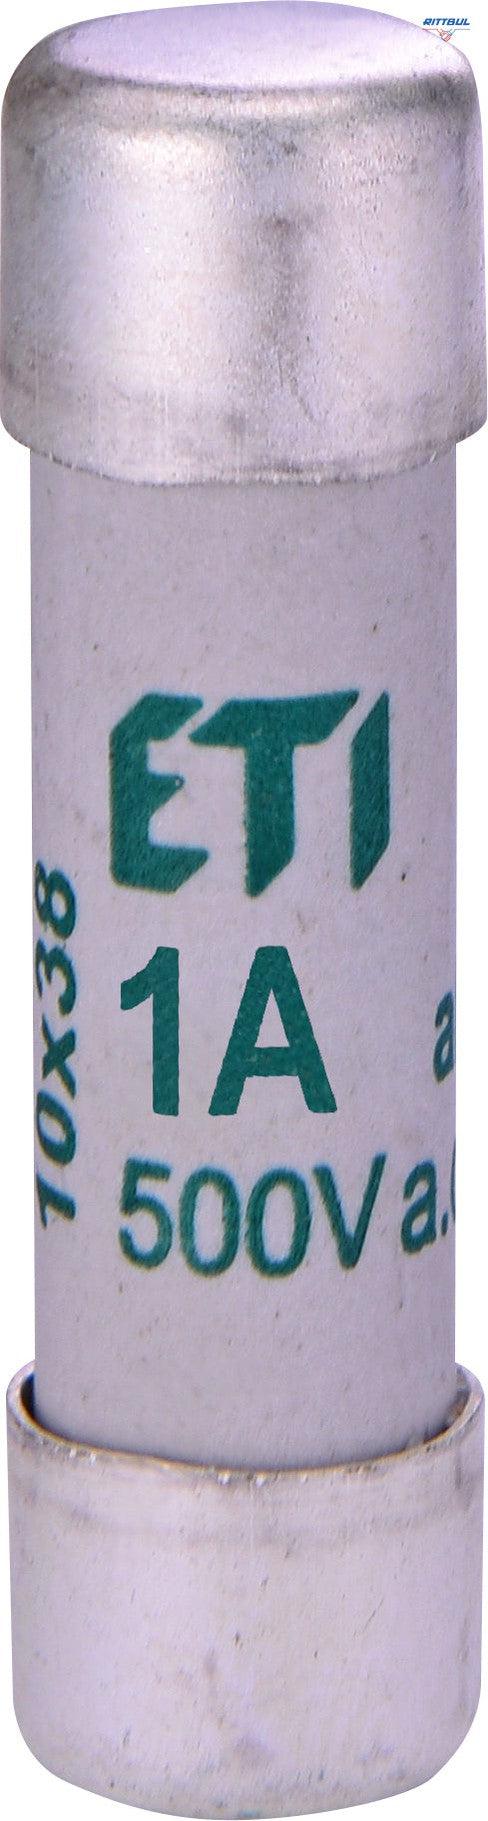 RITTBUL
ETI
1A
500V a.
10x38